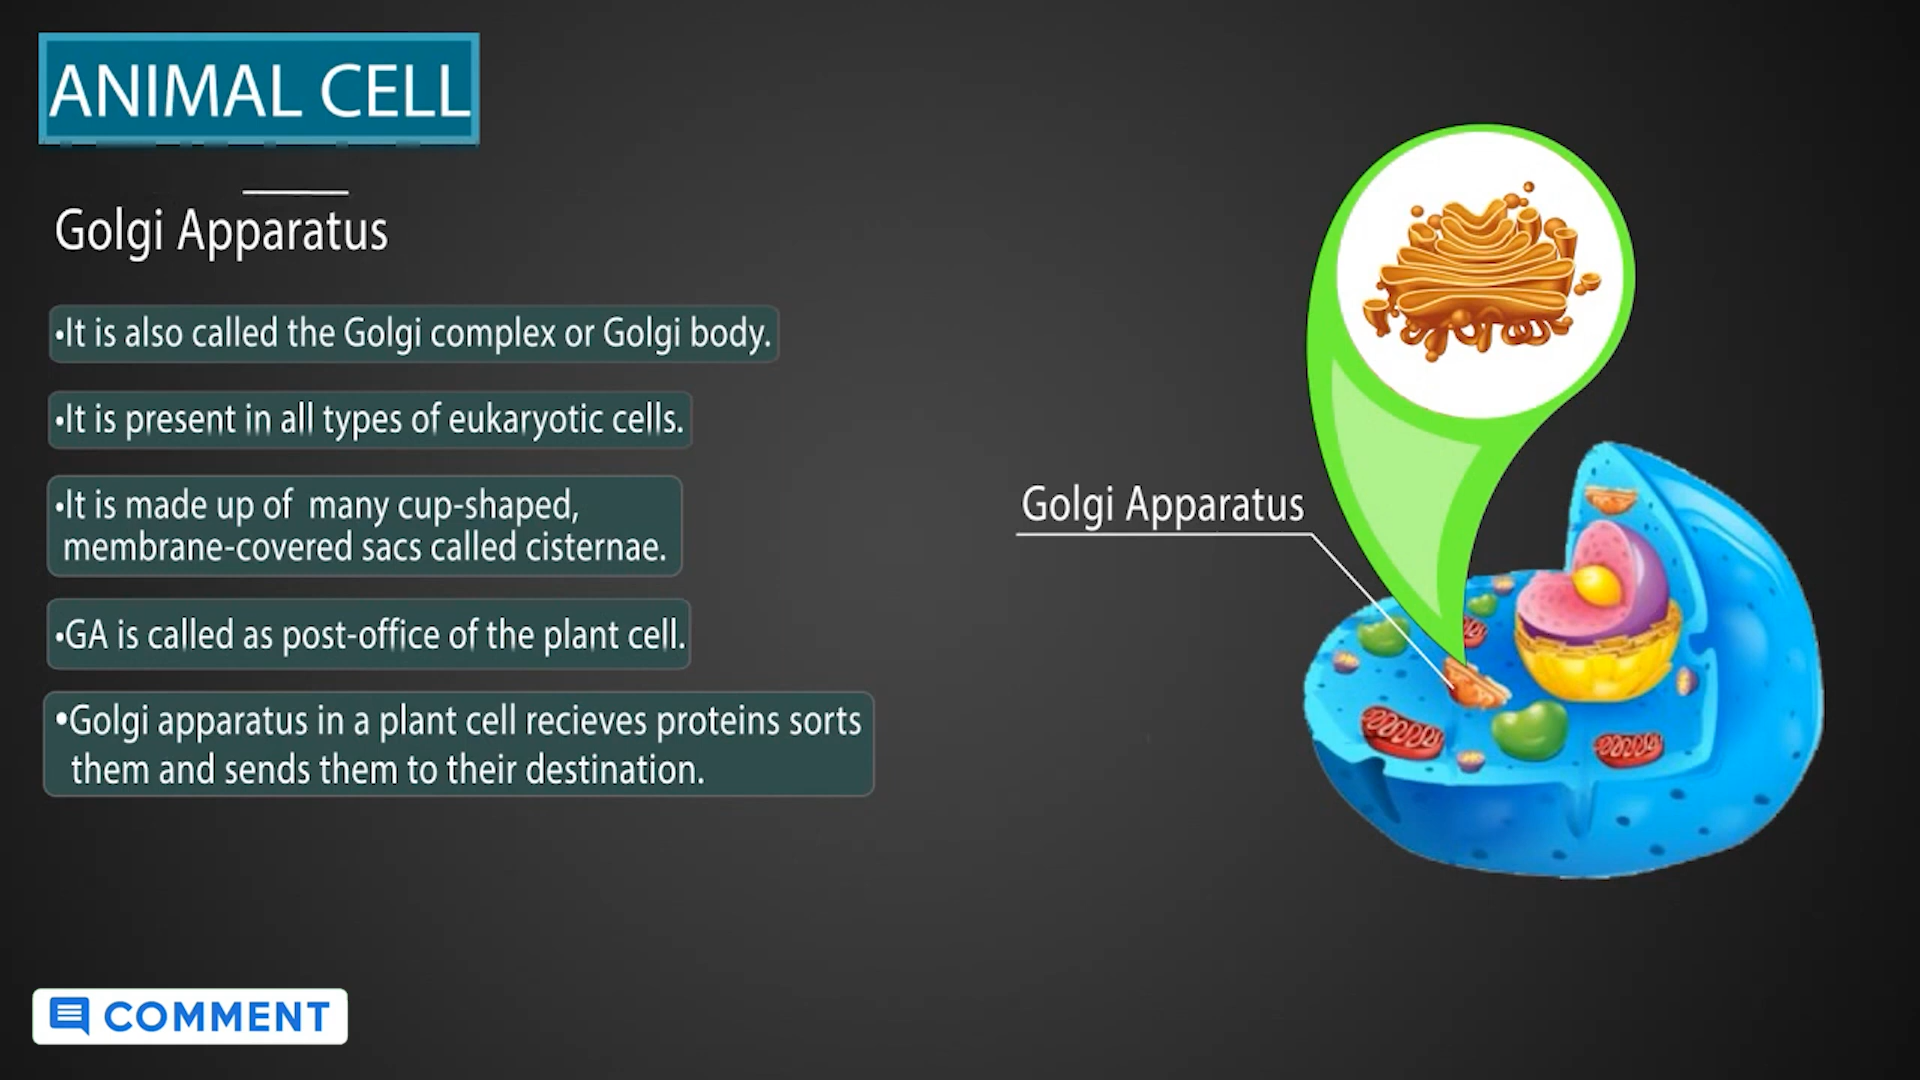 ANIMAL CELL
Golgi Apparatus
•It is also called the Golgi complex or Golgi body.
•It is present in all types of eukaryotic cells.
•It is made up of  many cup-shaped,
membrane-covered sacs called cisternae.
•GA is called as post-office of the plant cell.
•Golgi apparatus in a plant cell recieves proteins sorts
them and sends them to their destination.
Golgi Apparatus
COMMENT